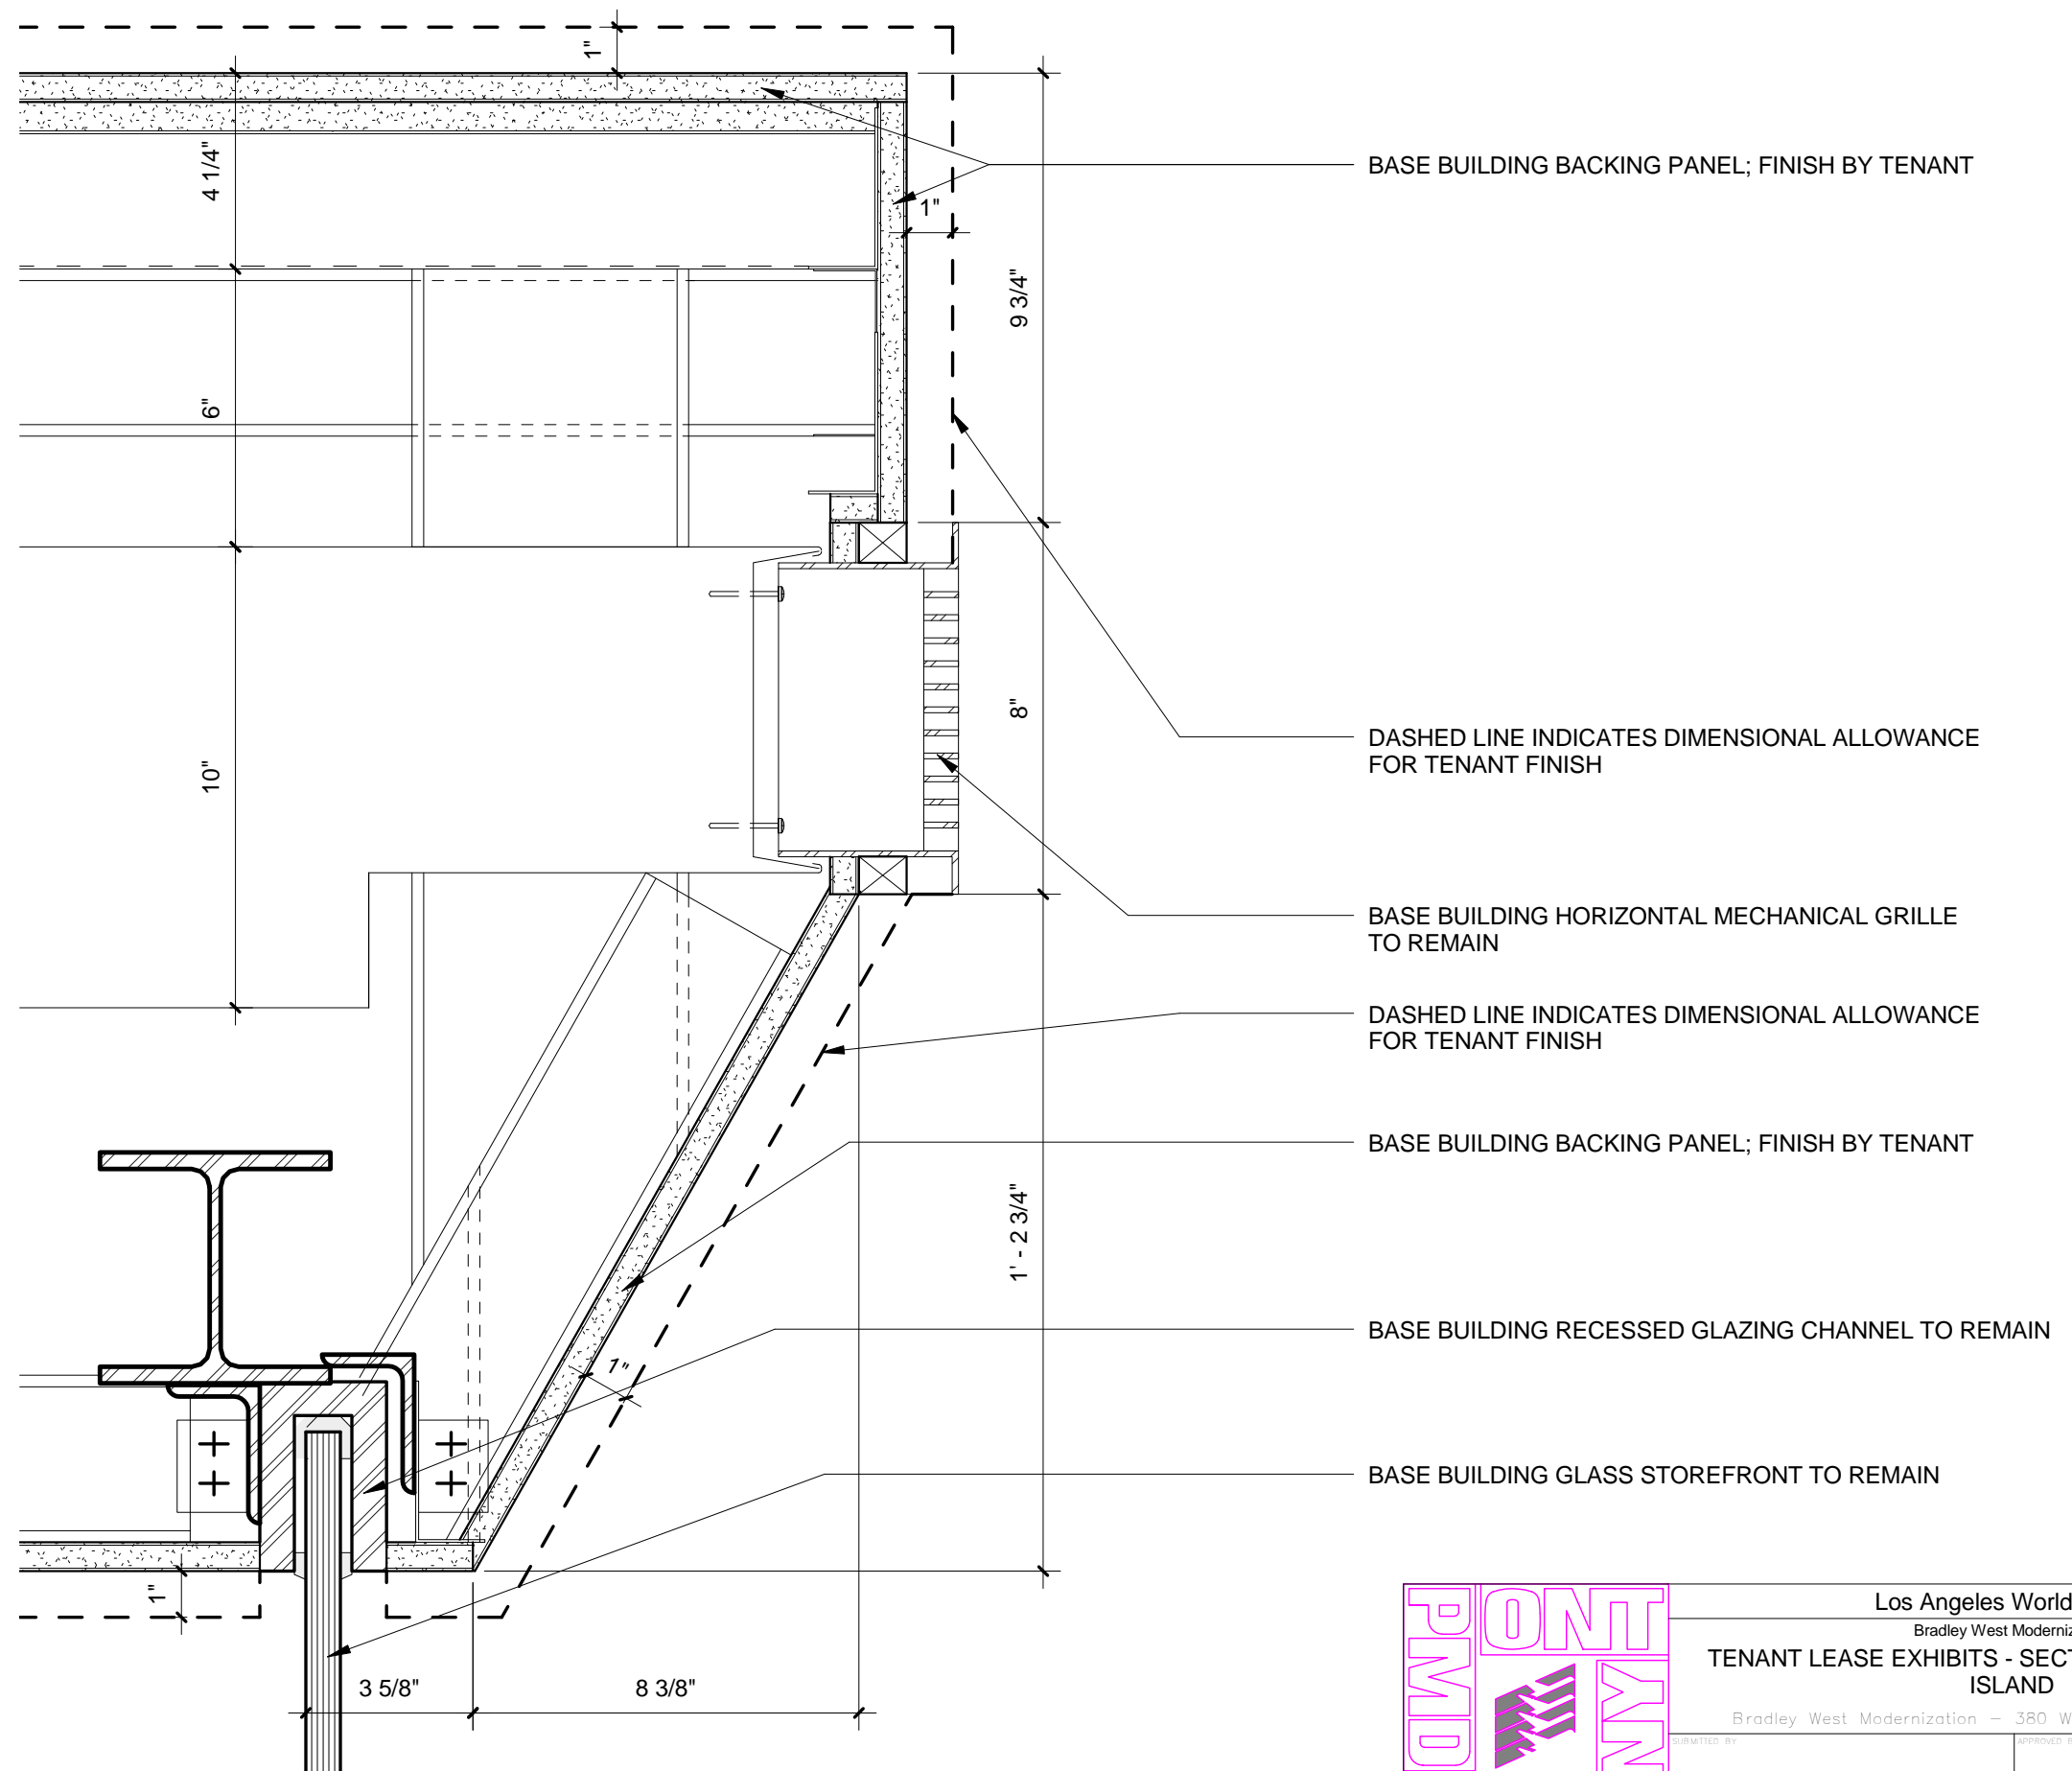 1"
4 1/4"
BASE BUILDING BACKING PANEL; FINISH BY TENANT
1"
9 3/4"
6"
8"
DASHED LINE INDICATES DIMENSIONAL ALLOWANCE
FOR TENANT FINISH
10"
BASE BUILDING HORIZONTAL MECHANICAL GRILLE
TO REMAIN
DASHED LINE INDICATES DIMENSIONAL ALLOWANCE
FOR TENANT FINISH
BASE BUILDING BACKING PANEL; FINISH BY TENANT
1' - 2 3/4"
BASE BUILDING RECESSED GLAZING CHANNEL TO REMAIN
1"
BASE BUILDING GLASS STOREFRONT TO REMAIN
1"
3 5/8"
8 3/8"
PMD
ONT
VAN
Los Angeles World
Bradley West Moderniz
TENANT LEASE EXHIBITS - SECT
ISLAND
Bradley West Modernization - 380 W
SUBMITTED BY
APPROVED B